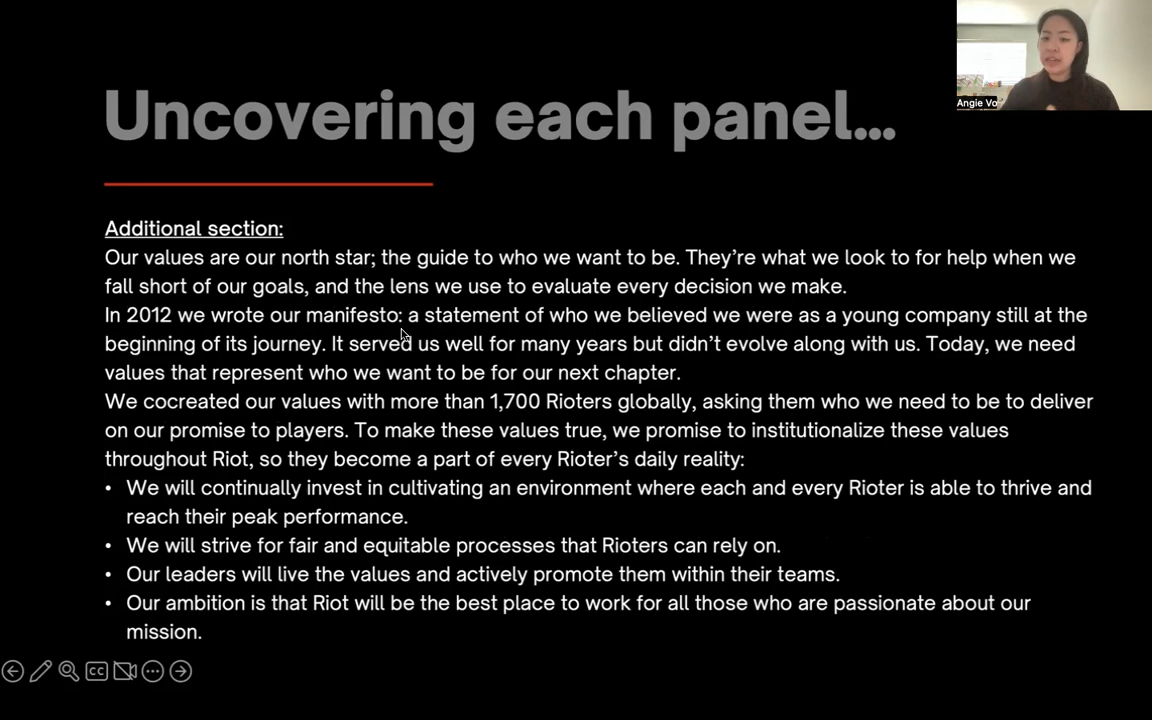 Uncovering each panel...
Angie Vo
Additional section:
Our values are our north star; the guide to who we want to be. They're what we look to for help when we
fall short of our goals, and the lens we use to evaluate every decision we make.
In 2012 we wrote our manifesto: a statement of who we believed we were as a young company still at the
beginning of its journey. It served us well for many years but didn't evolve along with us. Today, we need
values that represent who we want to be for our next chapter.
We cocreated our values with more than 1,700 Rioters globally, asking them who we need to be to deliver
on our promise to players. To make these values true, we promise to institutionalize these values
throughout Riot, so they become a part of every Rioter's daily reality:
• We will continually invest in cultivating an environment where each and every Rioter is able to thrive and
reach their peak performance.
• We will strive for fair and equitable processes that Rioters can rely on.
• Our leaders will live the values and actively promote them within their teams.
• Our ambition is that Riot will be the best place to work for all those who are passionate about our
mission.
CC